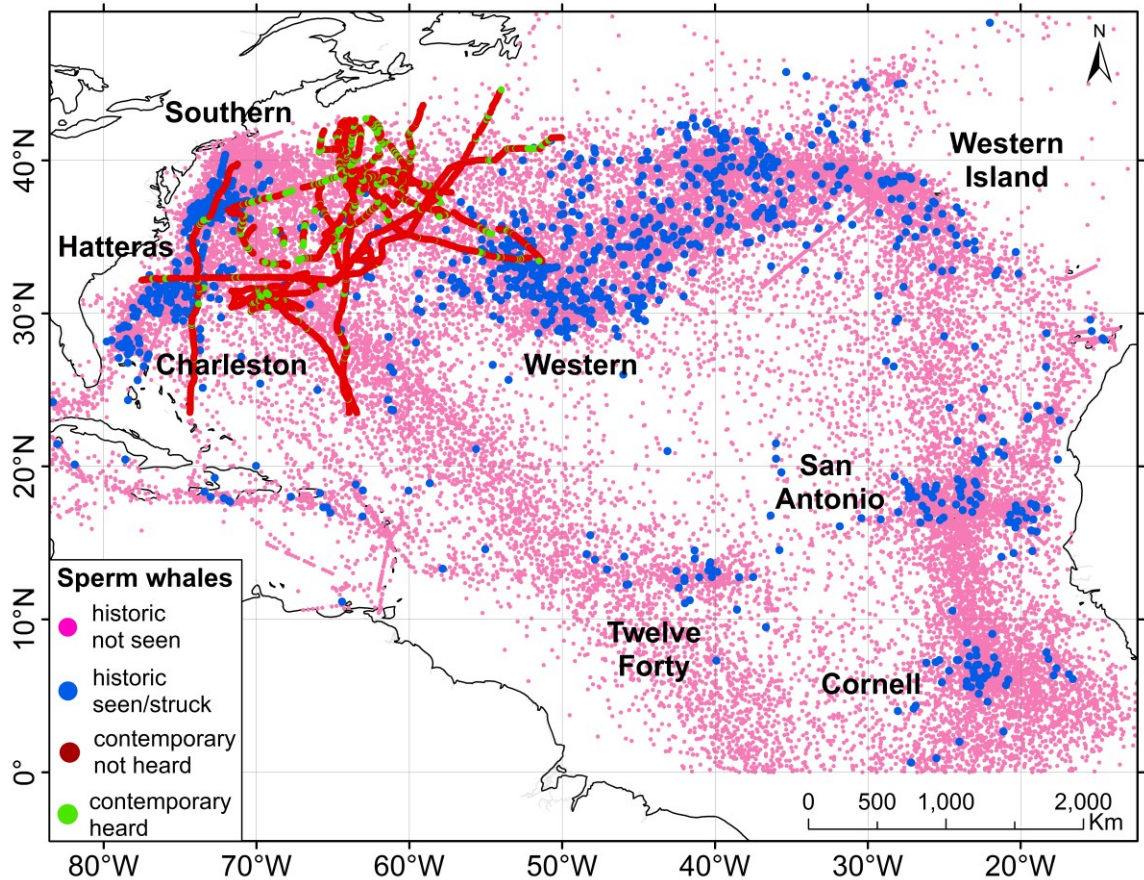 N
Southern
Western
Island
Hatteras
Charleston
Western
San
Antonio
Twelve
Forty
Cornell
40°N
30°N
20°N
10°N
0°
Sperm whales
historic
not seen
historic
seen/struck
contemporary
not heard
contemporary
heard
0 500 1,000 2,000
Km
80°W 70°W 60°W 50°W 40°W 30°W 20°W